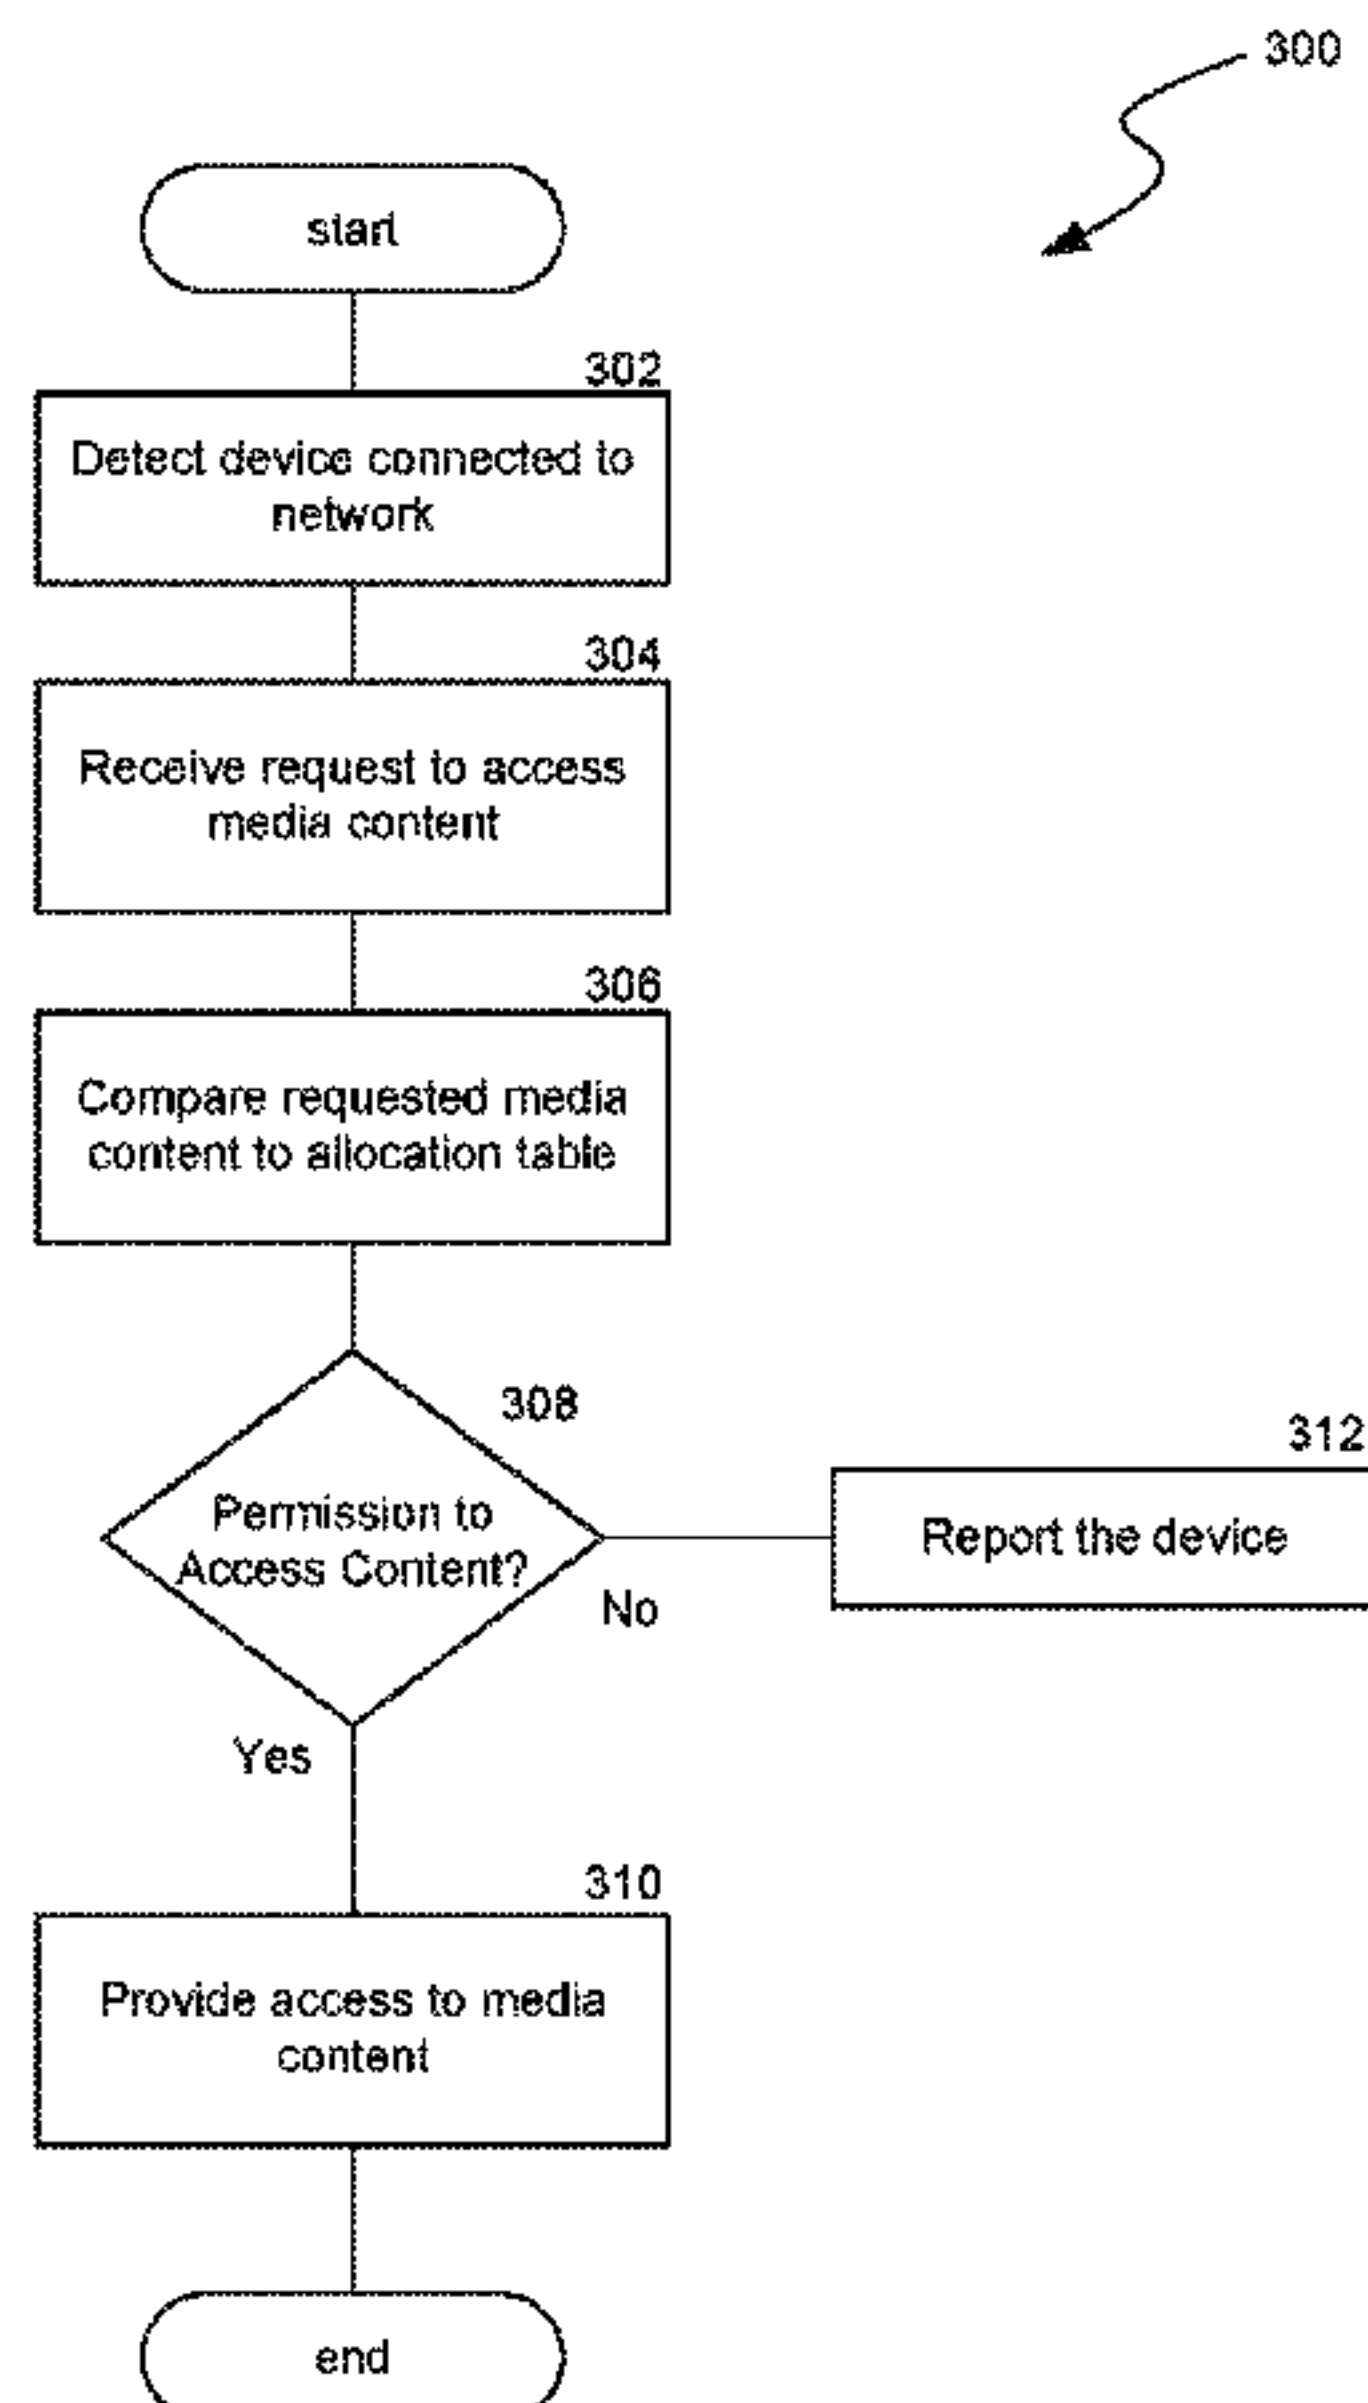 300
start
302
Detect device connected to
network
304
Receive request to access
media content
306
Compare requested media
content to allocation table
308
Permission to
Access Content?
No
312
Report the device
Yes
310
Provide access to media
content
end